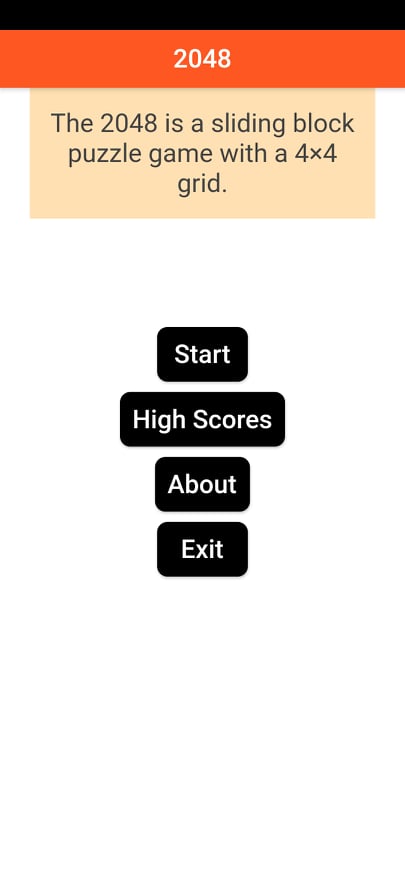 2048
The 2048 is a sliding block
puzzle game with a 4×4
grid.
Start
High Scores
About
Exit